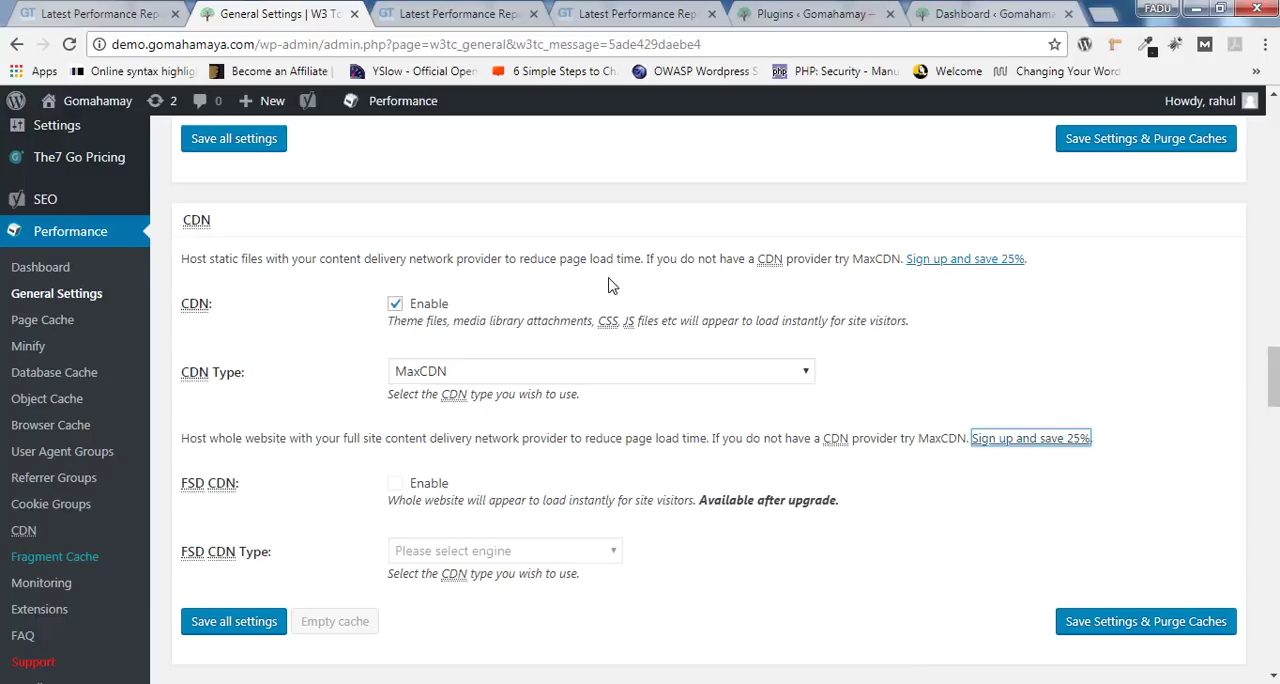 Latest Performance Rep
General Settings | W3 To
Latest Performance Rep
Latest Performance Rep
Plugins ‹ Gomahamay —
Dashboard ‹ Gomahama
FADU
demo.gomahamaya.com/wp-admin/admin.php?page=w3tc_general&w3tc_message=5ade429daebe4
Apps
Online syntax highlig
Become an Affiliate |
YSlow - Official Open
6 Simple Steps to Ch
OWASP Wordpress S
PHP: Security - Manu
Welcome
Changing Your Word
»
Gomahamay
2
0
New
Performance
Howdy, rahul
Settings
The7 Go Pricing
SEO
Performance
Dashboard
General Settings
Page Cache
Minify
Database Cache
Object Cache
Browser Cache
User Agent Groups
Referrer Groups
Cookie Groups
CDN
Fragment Cache
Monitoring
Extensions
FAQ
Support
Save all settings
Save Settings & Purge Caches
CDN
Host static files with your content delivery network provider to reduce page load time. If you do not have a CDN provider try MaxCDN. Sign up and save 25%.
CDN:
Enable
Theme files, media library attachments, CSS, JS files etc will appear to load instantly for site visitors.
CDN Type:
MaxCDN
Select the CDN type you wish to use.
Host whole website with your full site content delivery network provider to reduce page load time. If you do not have a CDN provider try MaxCDN. Sign up and save 25%.
FSD CDN:
Enable
Whole website will appear to load instantly for site visitors. Available after upgrade.
FSD CDN Type:
Please select engine
Select the CDN type you wish to use.
Save all settings
Empty cache
Save Settings & Purge Caches